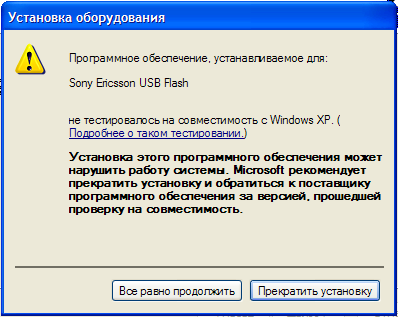 Установка оборудования
Программное обеспечение, устанавливаемое для:
Sony Ericsson USB Flash
не тестировалось на совместимость с Windows XP. (
Подробнее о таком тестировании.)
Установка этого программного обеспечения может
нарушить работу системы. Microsoft рекомендует
прекратить установку и обратиться к поставщику
программного обеспечения за версией, прошедшей
проверку на совместимость.
Все равно продолжить
Прекратить установку